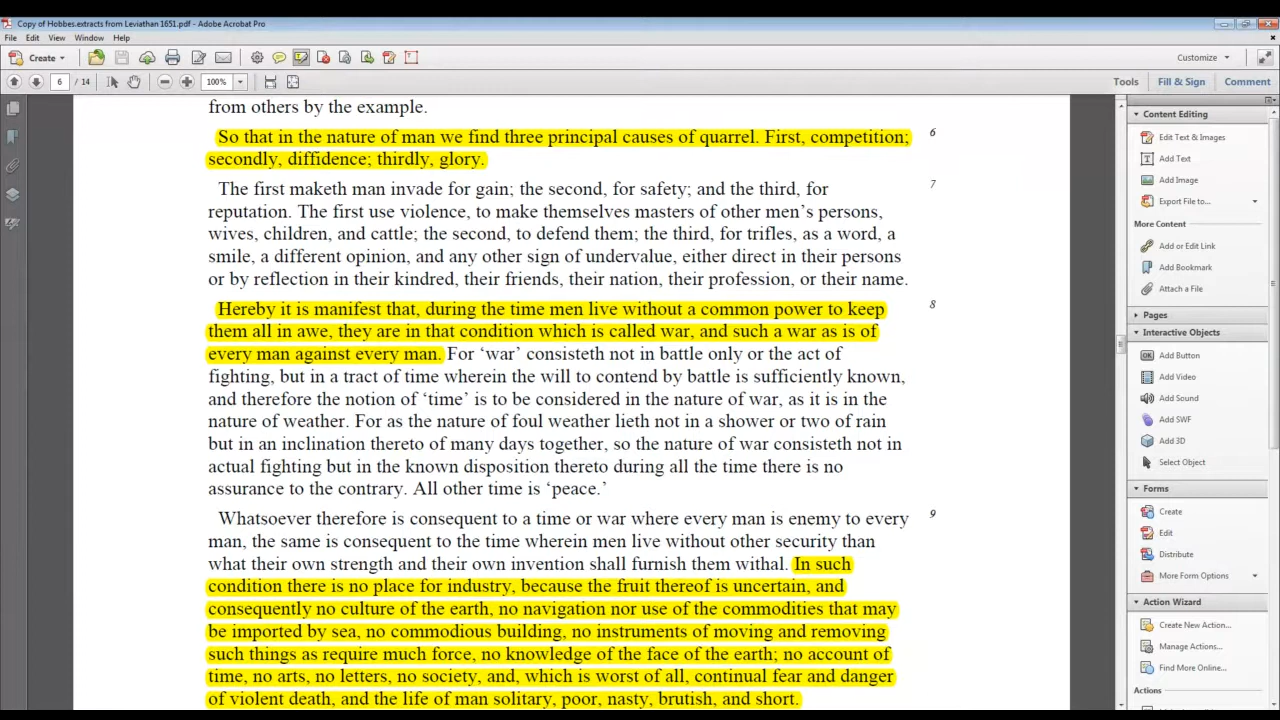 Copy of Hobbes.extracts from Leviathan 1651.pdf - Adobe Acrobat Pro
File Edit View Window Help
Create Customize
6 / 14 100% Tools Fill & Sign Comment
from others by the example.
So that in the nature of man we find three principal causes of quarrel. First, competition; 6
secondly, diffidence; thirdly, glory.
The first maketh man invade for gain; the second, for safety; and the third, for 7
reputation. The first use violence, to make themselves masters of other men’s persons,
wives, children, and cattle; the second, to defend them; the third, for trifles, as a word, a
smile, a different opinion, and any other sign of undervalue, either direct in their persons
or by reflection in their kindred, their friends, their nation, their profession, or their name.
Hereby it is manifest that, during the time men live without a common power to keep 8
them all in awe, they are in that condition which is called war, and such a war as is of
every man against every man. For ‘war’ consisteth not in battle only or the act of
fighting, but in a tract of time wherein the will to contend by battle is sufficiently known,
and therefore the notion of ‘time’ is to be considered in the nature of war, as it is in the
nature of weather. For as the nature of foul weather lieth not in a shower or two of rain
but in an inclination thereto of many days together, so the nature of war consisteth not in
actual fighting but in the known disposition thereto during all the time there is no
assurance to the contrary. All other time is ‘peace.’
Whatsoever therefore is consequent to a time or war where every man is enemy to every 9
man, the same is consequent to the time wherein men live without other security than
what their own strength and their own invention shall furnish them withal. In such
condition there is no place for industry, because the fruit thereof is uncertain, and
consequently no culture of the earth, no navigation nor use of the commodities that may
be imported by sea, no commodious building, no instruments of moving and removing
such things as require much force, no knowledge of the face of the earth; no account of
time, no arts, no letters, no society, and, which is worst of all, continual fear and danger
of violent death, and the life of man solitary, poor, nasty, brutish, and short.
Content Editing
Edit Text & Images
Add Text
Add Image
Export File to...
More Content
Add or Edit Link
Add Bookmark
Attach a File
Pages
Interactive Objects
Add Button
Add Video
Add Sound
Add SWF
Add 3D
Select Object
Forms
Create
Edit
Distribute
More Form Options
Action Wizard
Create New Action...
Manage Actions...
Find More Online...
Actions